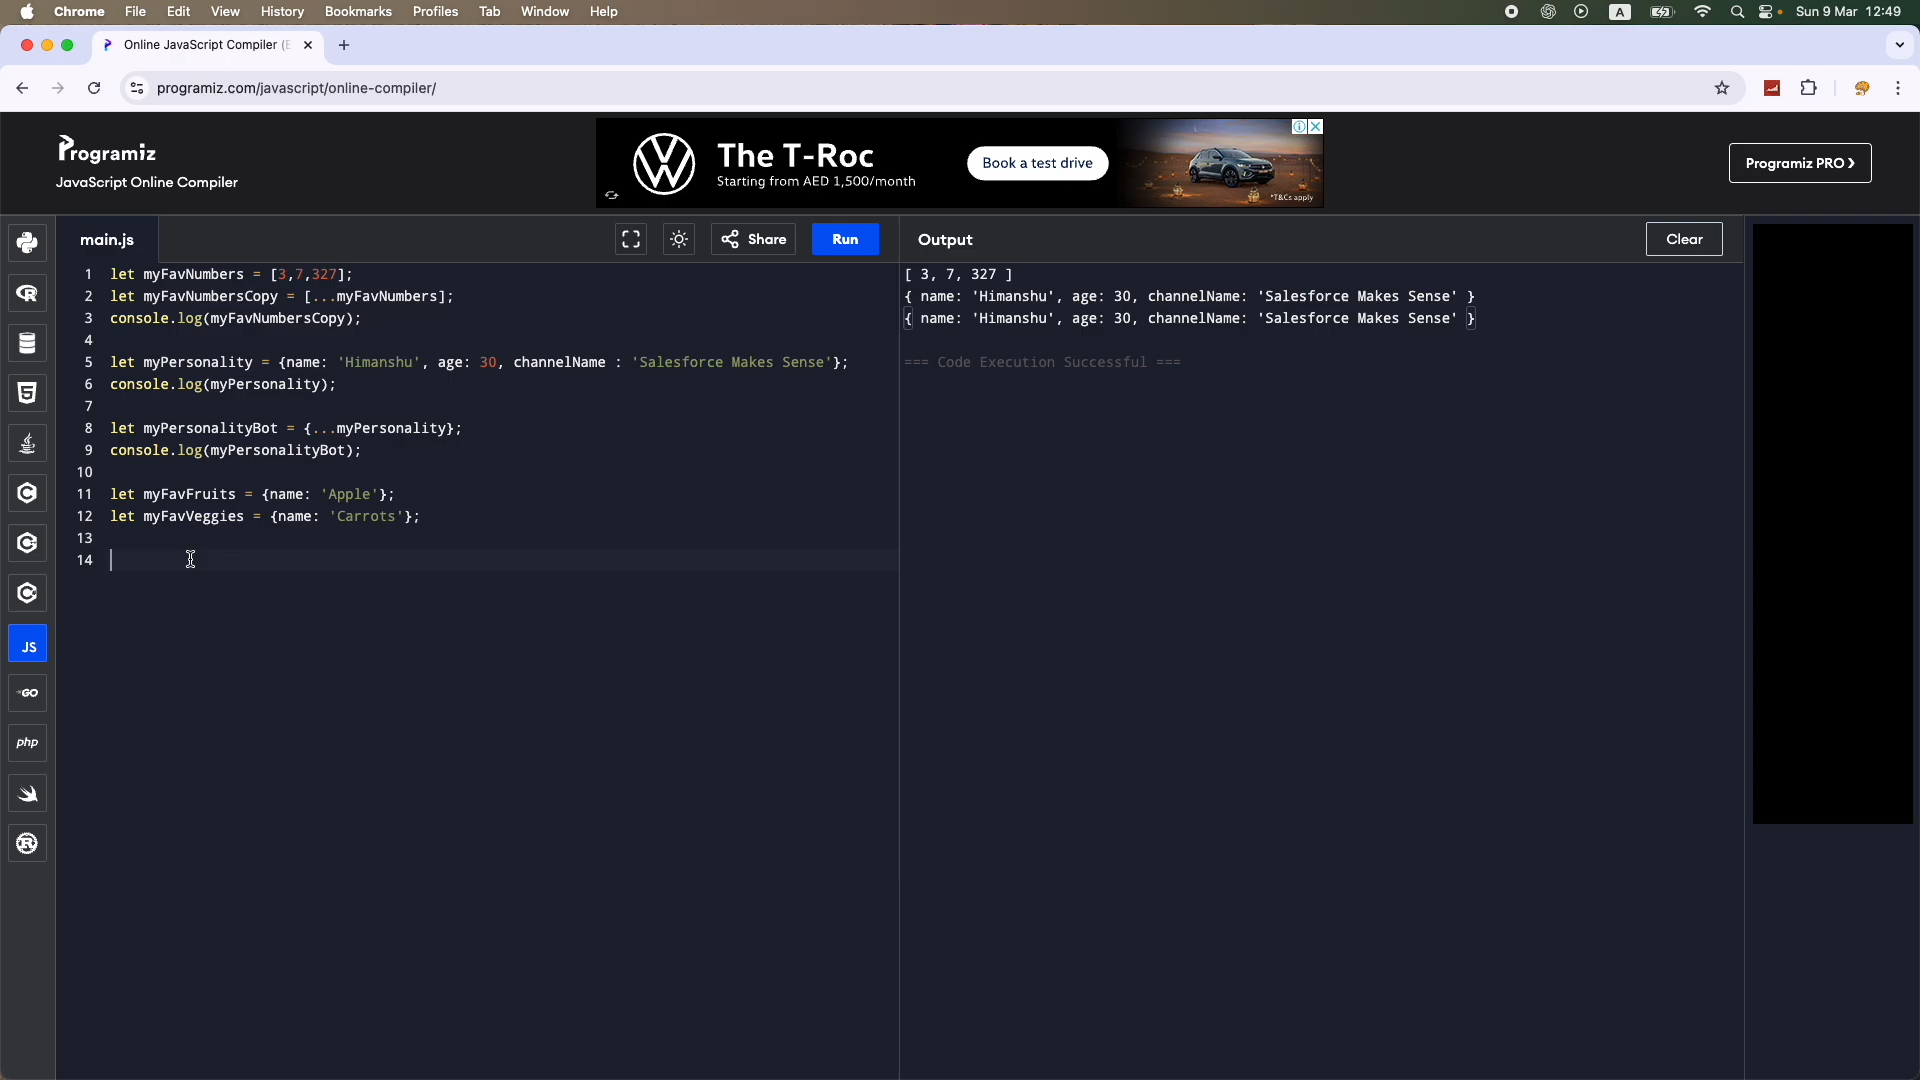 Chrome File Edit View History Bookmarks Profiles Tab Window Help A Sun 9 Mar 12:49
Online JavaScript Compiler (E
programiz.com/javascript/online-compiler/
Programiz
JavaScript Online Compiler
The T-Roc
Starting from AED 1,500/month
Book a test drive
*T&Cs apply
Programiz PRO
main.js Share Run Output Clear
1 let myFavNumbers = [3,7,327];
2 let myFavNumbersCopy = [...myFavNumbers];
3 console.log(myFavNumbersCopy);
4
5 let myPersonality = {name: 'Himanshu', age: 30, channelName : 'Salesforce Makes Sense'};
6 console.log(myPersonality);
7
8 let myPersonalityBot = {...myPersonality};
9 console.log(myPersonalityBot);
10
11 let myFavFruits = {name: 'Apple'};
12 let myFavVeggies = {name: 'Carrots'};
13
14
[ 3, 7, 327 ]
{ name: 'Himanshu', age: 30, channelName: 'Salesforce Makes Sense' }
{ name: 'Himanshu', age: 30, channelName: 'Salesforce Makes Sense' }
=== Code Execution Successful ===
JS
GO
php